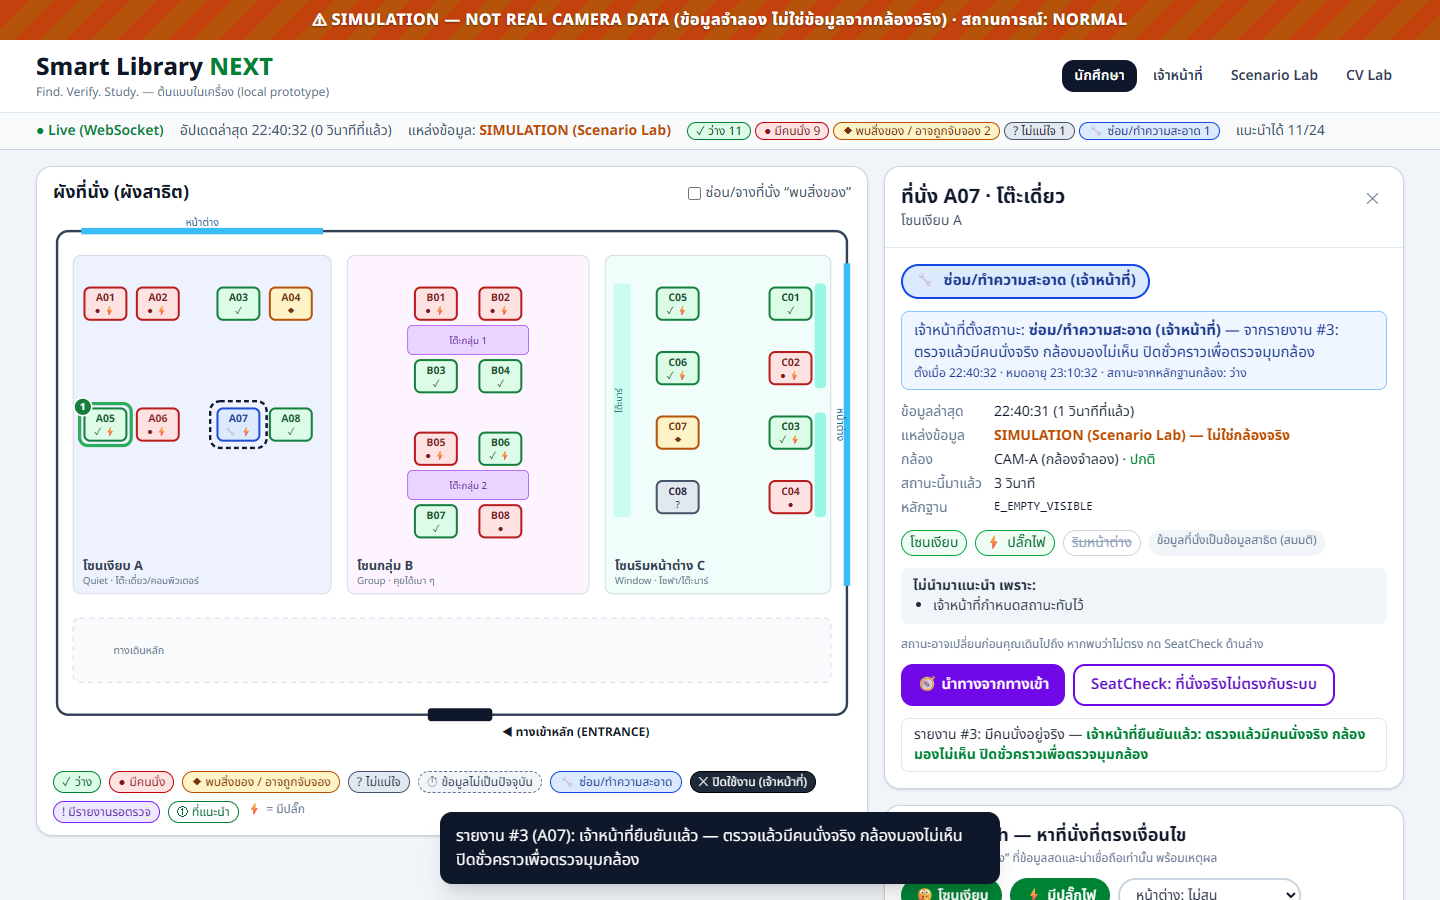 ⚠ SIMULATION — NOT REAL CAMERA DATA (ข้อมูลจำลอง ไม่ใช่ข้อมูลจากกล้องจริง) · สถานการณ์: NORMAL
Smart Library NEXT
Find. Verify. Study. — ต้นแบบในเครื่อง (local prototype)
นักศึกษา เจ้าหน้าที่ Scenario Lab CV Lab
● Live (WebSocket) อัปเดตล่าสุด 22:40:32 (0 วินาทีที่แล้ว) แหล่งข้อมูล: SIMULATION (Scenario Lab) ✓ ว่าง 11 ● มีคนนั่ง 9 ◆ พบสิ่งของ / อาจถูกจับจอง 2 ? ไม่แน่ใจ 1 🔧 ซ่อม/ทำความสะอาด 1 แนะนำได้ 11/24
ผังที่นั่ง (ผังสาธิต)
ซ่อน/จางที่นั่ง “พบสิ่งของ”
หน้าต่าง
A01 A02 A03 A04
● ⚡ ● ⚡ ✓ ◆
1
A05 A06 A07 A08
✓ ⚡ ● ⚡ 🔧 ⚡ ✓
โซนเงียบ A
Quiet · โต๊ะเดี่ยว/คอมพิวเตอร์
B01 B02
● ⚡ ● ⚡
โต๊ะกลุ่ม 1
B03 B04
✓ ✓
B05 B06
● ⚡ ✓ ⚡
โต๊ะกลุ่ม 2
B07 B08
✓ ●
โซนกลุ่ม B
Group · คุยได้เบา ๆ
C05 C01
✓ ⚡ ✓
C06 C02
✓ ⚡ ● ⚡
โต๊ะบาร์
หน้าต่าง
C07 C03
◆ ✓ ⚡
C08 C04
? ●
โซนริมหน้าต่าง C
Window · โซฟา/โต๊ะบาร์
ทางเดินหลัก
◀ ทางเข้าหลัก (ENTRANCE)
✓ ว่าง ● มีคนนั่ง ◆ พบสิ่งของ / อาจถูกจับจอง ? ไม่แน่ใจ ⏱ ข้อมูลไม่เป็นปัจจุบัน 🔧 ซ่อม/ทำความสะอาด ✕ ปิดใช้งาน (เจ้าหน้าที่)
! มีรายงานรอตรวจ ① ที่แนะนำ ⚡ = มีปลั๊ก
ที่นั่ง A07 · โต๊ะเดี่ยว
โซนเงียบ A
🔧 ซ่อม/ทำความสะอาด (เจ้าหน้าที่)
เจ้าหน้าที่ตั้งสถานะ: ซ่อม/ทำความสะอาด (เจ้าหน้าที่) — จากรายงาน #3:
ตรวจแล้วมีคนนั่งจริง กล้องมองไม่เห็น ปิดชั่วคราวเพื่อตรวจมุมกล้อง
ตั้งเมื่อ 22:40:32 · หมดอายุ 23:10:32 · สถานะจากหลักฐานกล้อง: ว่าง
ข้อมูลล่าสุด 22:40:31 (1 วินาทีที่แล้ว)
แหล่งข้อมูล SIMULATION (Scenario Lab) — ไม่ใช่กล้องจริง
กล้อง CAM-A (กล้องจำลอง) · ปกติ
สถานะนี้มาแล้ว 3 วินาที
หลักฐาน E_EMPTY_VISIBLE
โซนเงียบ ⚡ ปลั๊กไฟ ริมหน้าต่าง ข้อมูลที่นั่งเป็นข้อมูลสาธิต (สมมติ)
ไม่นำมาแนะนำ เพราะ:
• เจ้าหน้าที่กำหนดสถานะทับไว้
สถานะอาจเปลี่ยนก่อนคุณเดินไปถึง หากพบว่าไม่ตรง กด SeatCheck ด้านล่าง
🧭 นำทางจากทางเข้า SeatCheck: ที่นั่งจริงไม่ตรงกับระบบ
รายงาน #3: มีคนนั่งอยู่จริง — เจ้าหน้าที่ยืนยันแล้ว: ตรวจแล้วมีคนนั่งจริง กล้อง
มองไม่เห็น ปิดชั่วคราวเพื่อตรวจมุมกล้อง
— หาที่นั่งที่ตรงเงื่อนไข
ที่ข้อมูลสดและน่าเชื่อถือเท่านั้น พร้อมเหตุผล
โซนเงียบ ⚡ มีปลั๊กไฟ หน้าต่าง: ไม่สน
รายงาน #3 (A07): เจ้าหน้าที่ยืนยันแล้ว — ตรวจแล้วมีคนนั่งจริง กล้องมองไม่เห็น
ปิดชั่วคราวเพื่อตรวจมุมกล้อง